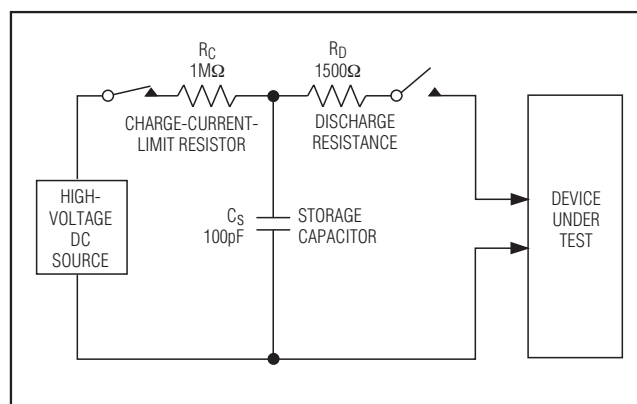 R_C
1MΩ
R_D
1500Ω
CHARGE-CURRENT-
LIMIT RESISTOR
DISCHARGE
RESISTANCE
HIGH-
VOLTAGE
DC
SOURCE
C_S
100pF
STORAGE
CAPACITOR
DEVICE
UNDER
TEST